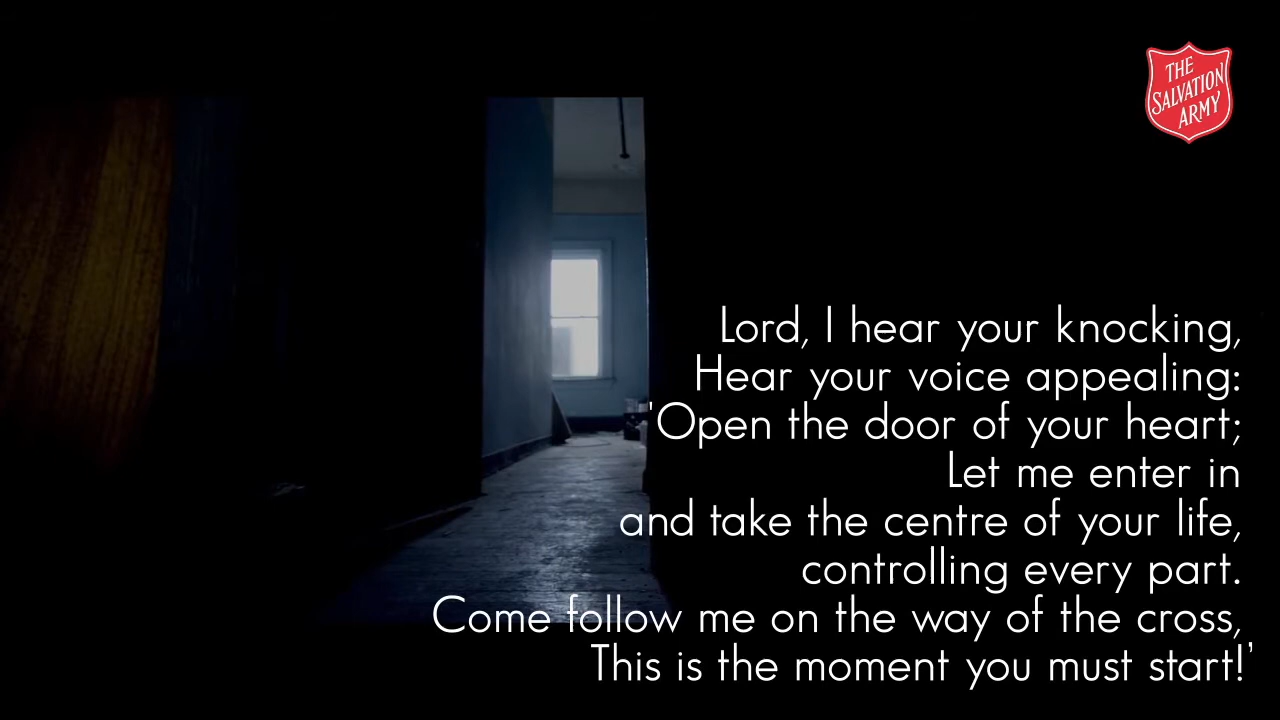 THE
SALVATION
ARMY
Lord, I hear your knocking,
Hear your voice appealing:
'Open the door of your heart;
Let me enter in
and take the centre of your life,
controlling every part.
Come follow me on the way of the cross,
This is the moment you must start!'